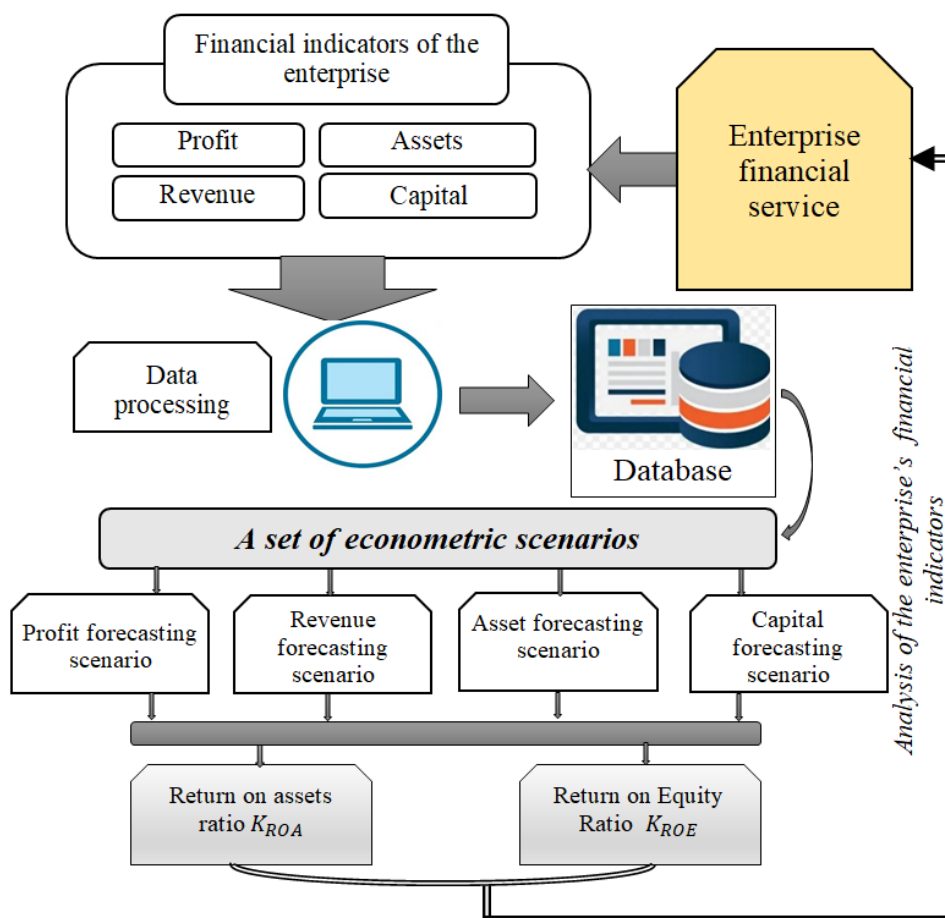 Financial indicators of the
enterprise
Profit
Assets
Revenue
Capital
Enterprise
financial
service
Data
processing
Database
A set of econometric scenarios
Profit forecasting
scenario
Revenue
forecasting
scenario
Asset forecasting
scenario
Capital
forecasting
scenario
Return on assets
ratio K_ROA
Return on Equity
Ratio K_ROE
Analysis of the enterprise's financial
indicators